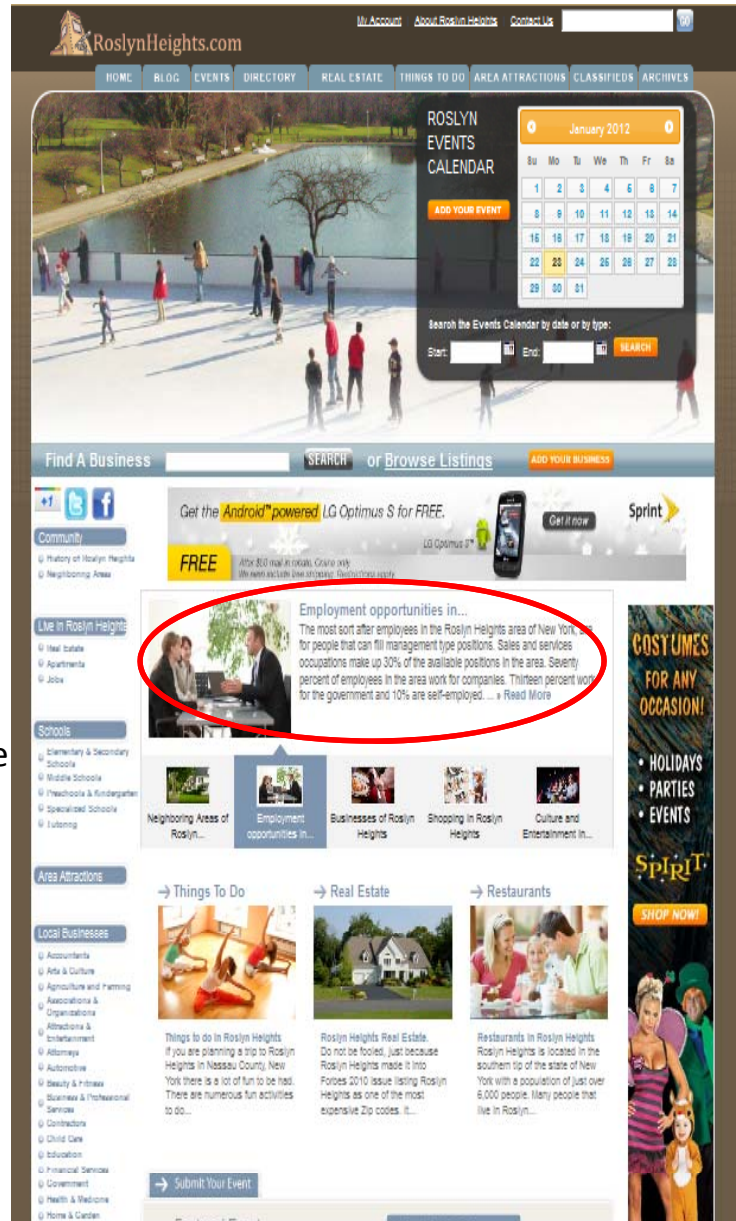 My Account About Roslyn Heights Contact Us
GO
RoslynHeights.com
HOME BLOG EVENTS DIRECTORY REAL ESTATE THINGS TO DO AREA ATTRACTIONS CLASSIFIEDS ARCHIVES
ROSLYN
EVENTS
CALENDAR
ADD YOUR EVENT
January 2012
Su Mo Tu We Th Fr Sa
1 2 3 4 5 6 7
8 9 10 11 12 13 14
15 16 17 18 19 20 21
22 23 24 25 26 27 28
29 30 31
Search the Events Calendar by date or by type:
Start: End: SEARCH
Find A Business SEARCH or Browse Listings ADD YOUR BUSINESS
+1
Get the Android™ powered LG Optimus S for FREE.
LG Optimus S™
Get it now
Sprint
FREE
After $50 mail-in rebate. Online only.
We even include free shipping. Restrictions apply.
Community
History of Roslyn Heights
Neighboring Areas
Live in Roslyn Heights
Real Estate
Apartments
Jobs
Schools
Elementary & Secondary
Schools
Middle Schools
Preschools & Kindergarten
Specialized Schools
Tutoring
Area Attractions
Local Businesses
Accountants
Arts & Culture
Agriculture and Farming
Associations &
Organizations
Attractions &
Entertainment
Attorneys
Automotive
Beauty & Fitness
Business & Professional
Services
Contractors
Child Care
Education
Financial Services
Government
Health & Medicine
Home & Garden
e
Employment opportunities in...
The most sort after employees in the Roslyn Heights area of New York, are
for people that can fill management type positions. Sales and services
occupations make up 30% of the available positions in the area. Seventy
percent of employees in the area work for companies. Thirteen percent work
for the government and 10% are self-employed. ... » Read More
Neighboring Areas of
Roslyn...
Employment
opportunities in...
Businesses of Roslyn
Heights
Shopping in Roslyn
Heights
Culture and
Entertainment in...
Things To Do
Things to do in Roslyn Heights
If you are planning a trip to Roslyn
Heights in Nassau County, New
York there is a lot of fun to be had.
There are numerous fun activities
to do...
Real Estate
Roslyn Heights Real Estate.
Do not be fooled, just because
Roslyn Heights made it into
Forbes 2010 issue listing Roslyn
Heights as one of the most
expensive Zip codes. It....
Restaurants
Restaurants in Roslyn Heights
Roslyn Heights is located in the
southern tip of the state of New
York with a population of just over
6,000 people. Many people that
live in Roslyn...
COSTUMES
FOR ANY
OCCASION!
• HOLIDAYS
• PARTIES
• EVENTS
SPIRIT
SHOP NOW!
Submit Your Event